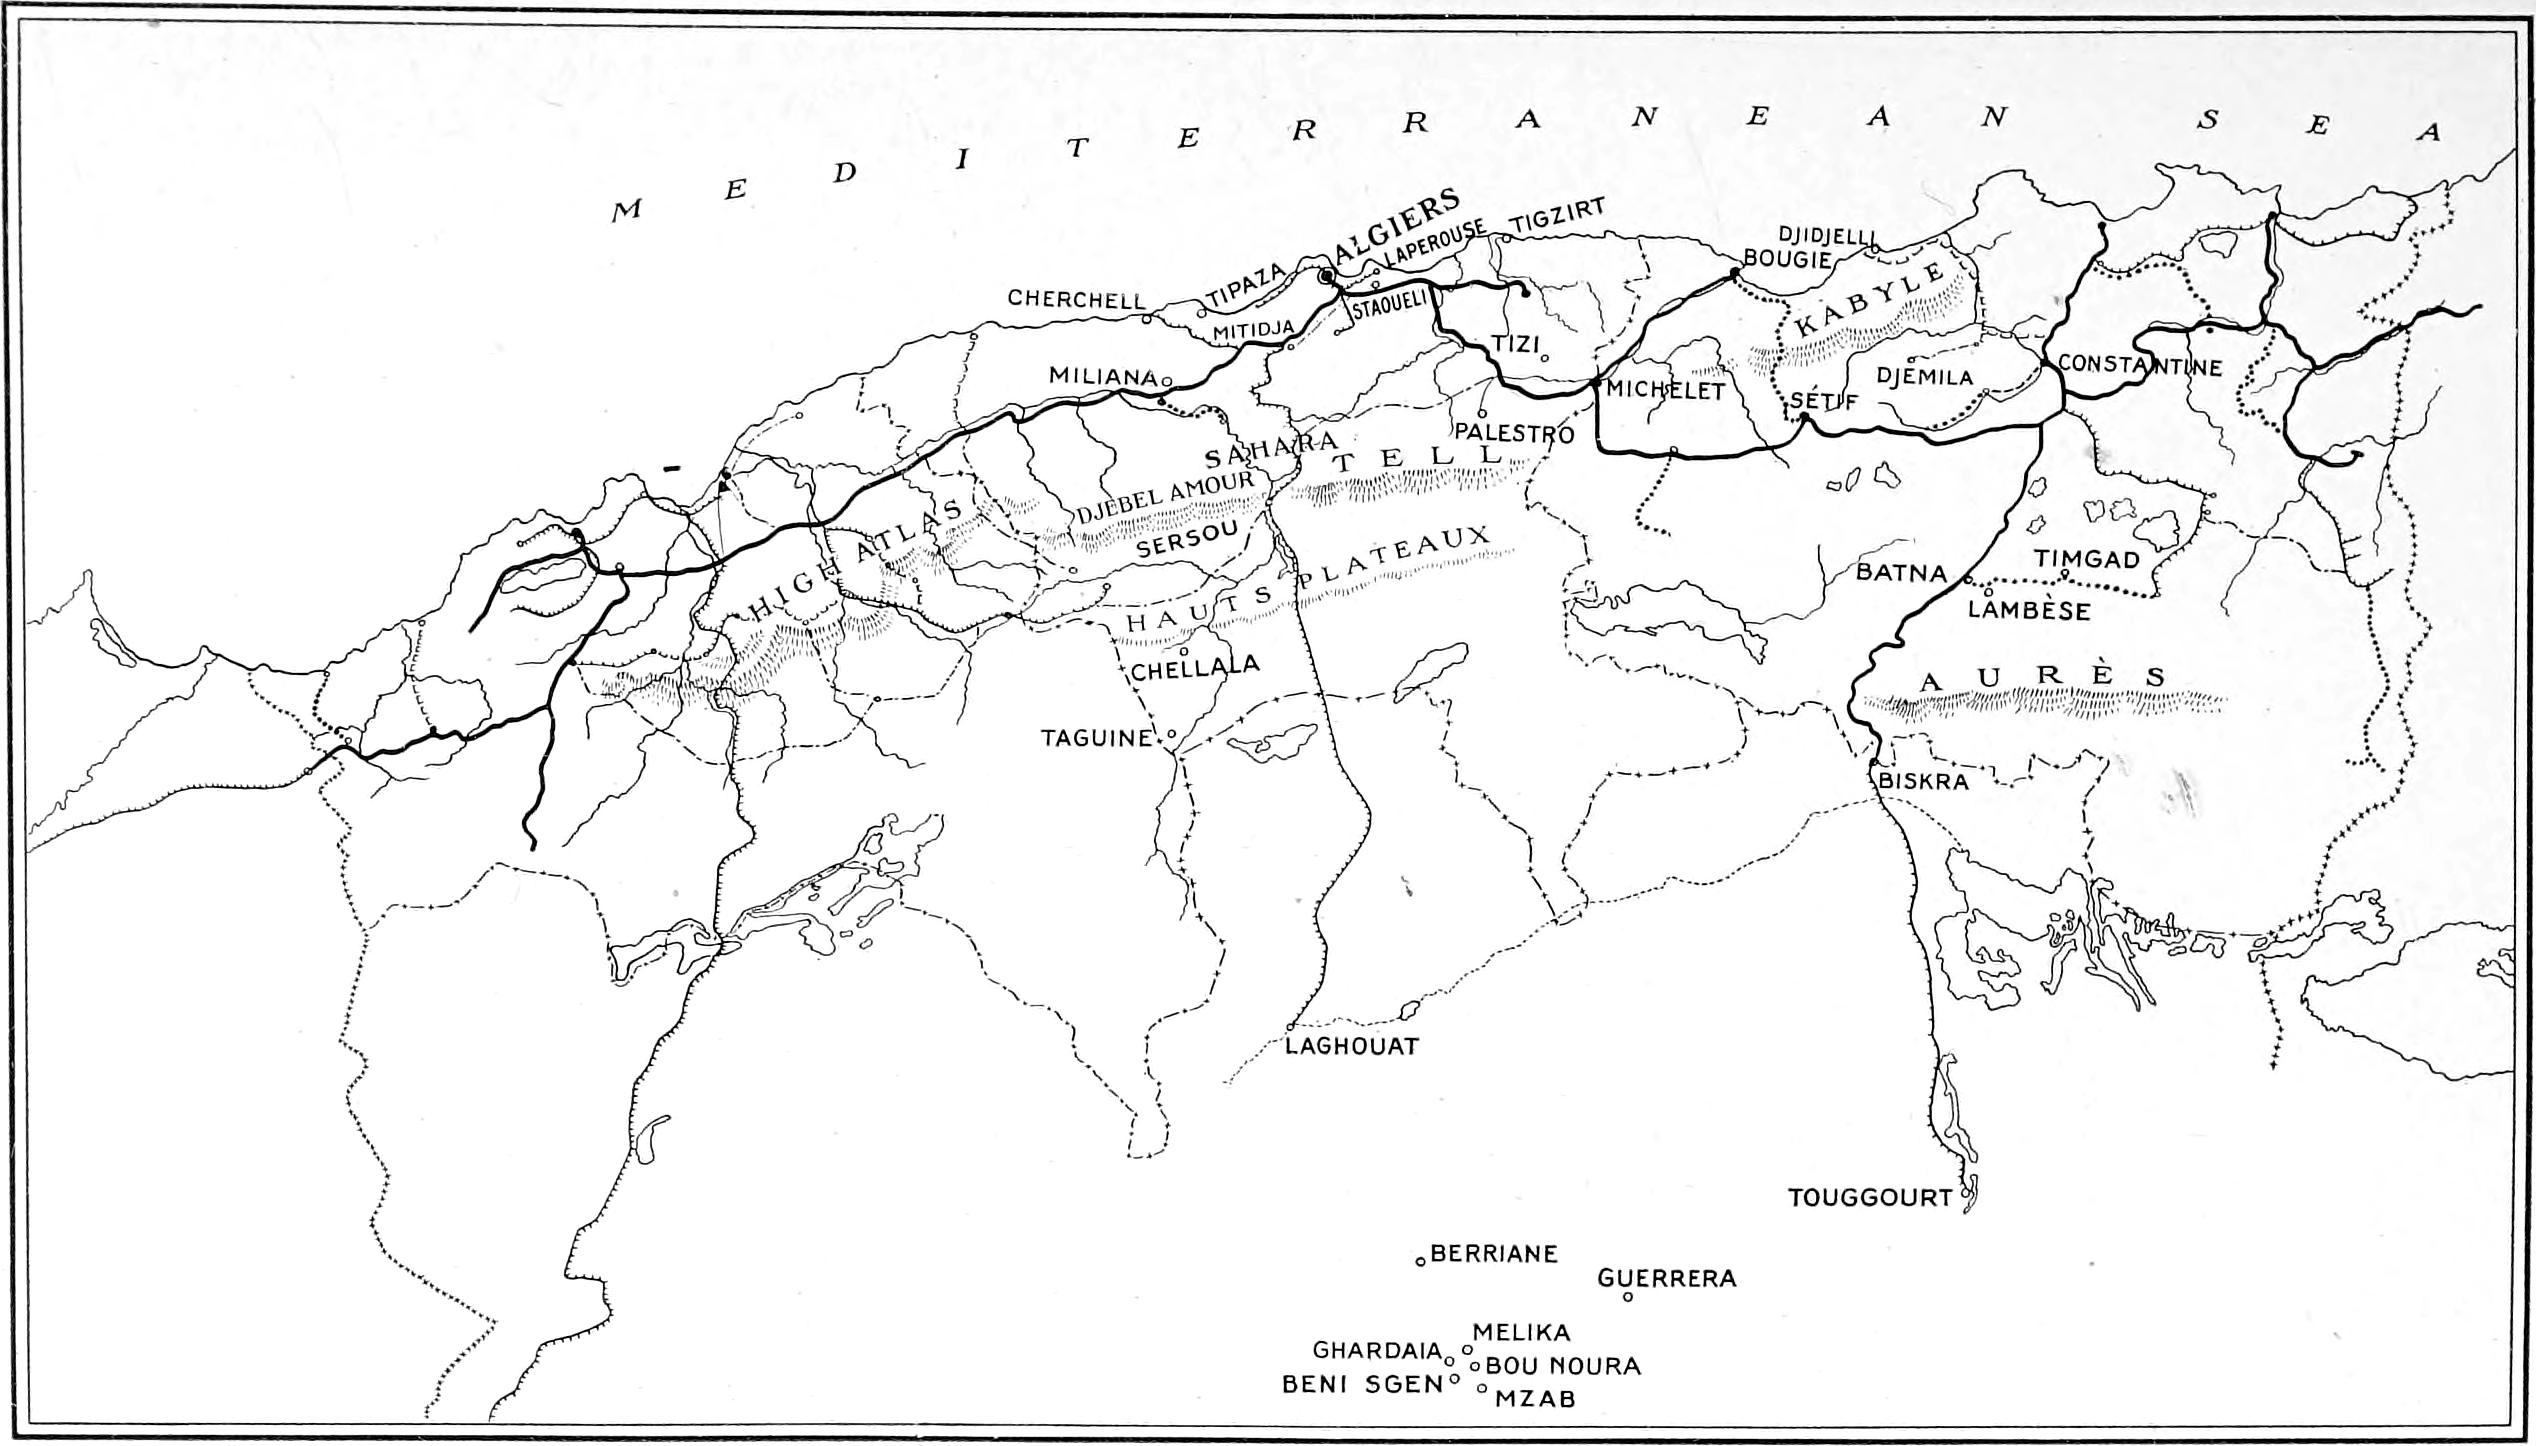 MEDITERRANEAN SEA
ALGIERS
LAPEROUSE
TIGZIRT
DJIDJELLI
BOUGIE
TIPAZA
CHERCHELL
STAOUELI
MITIDJA
KABYLE
TIZI
CONSTANTINE
MILIANA
MICHELET
DJEMILA
SÉTIF
PALESTRO
SAHARA
TELL
DJEBEL AMOUR
SERSOU
HIGH ATLAS
HAUTS PLATEAUX
TIMGAD
BATNA
LAMBÈSE
CHELLALA
AURÈS
TAGUINE
BISKRA
LAGHOUAT
TOUGGOURT
BERRIANE
GUERRERA
MELIKA
GHARDAIA
BOU NOURA
BENI SGEN
MZAB